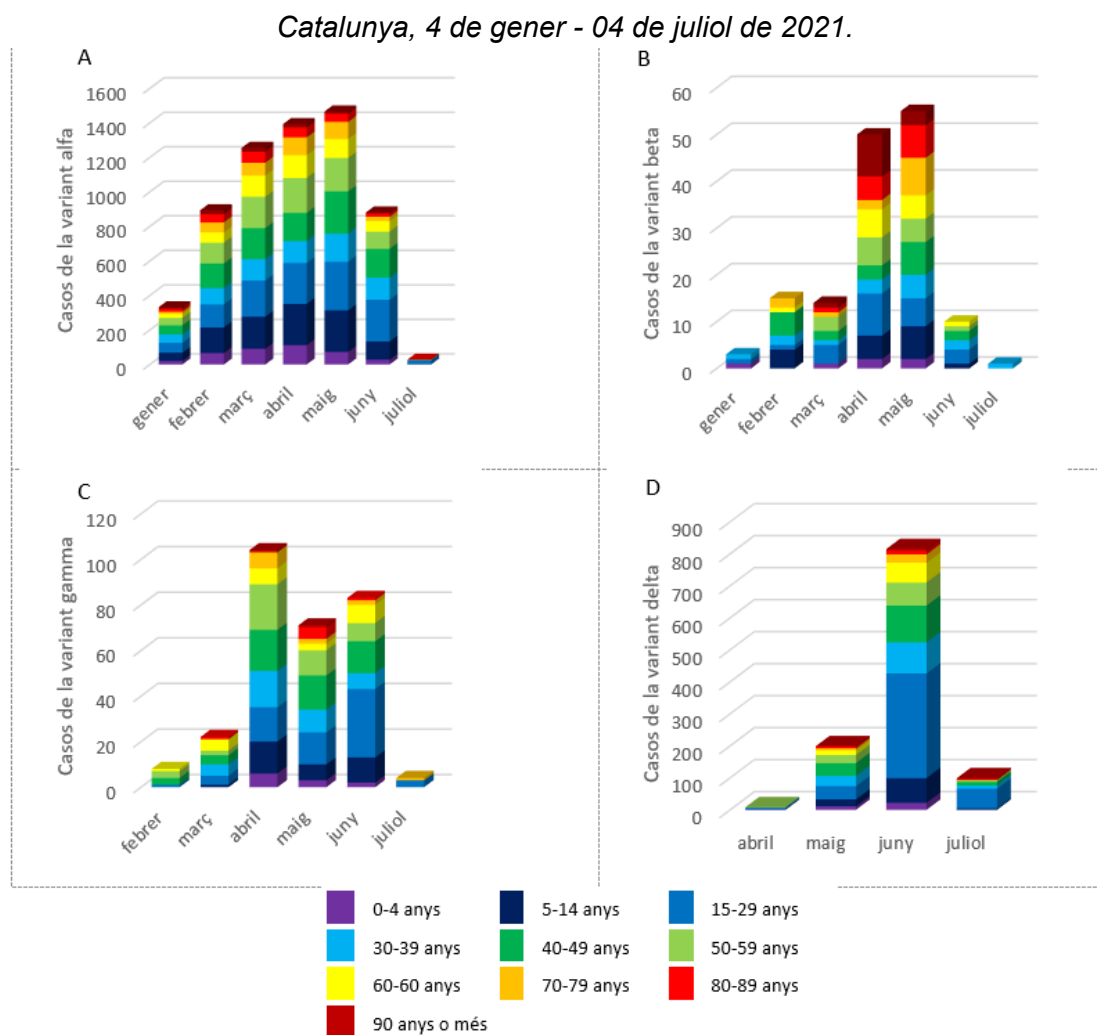 Catalunya, 4 de gener - 04 de juliol de 2021.
A
Casos de la variant alfa
1600
1400
1200
1000
800
600
400
200
0
gener febrer març abril maig juny juliol
B
Casos de la variant beta
60
50
40
30
20
10
0
gener febrer març abril maig juny juliol
C
Casos de la variant gamma
120
100
80
60
40
20
0
febrer març abril maig juny juliol
D
Casos de la variant delta
900
800
700
600
500
400
300
200
100
0
abril maig juny juliol
0-4 anys 5-14 anys 15-29 anys
30-39 anys 40-49 anys 50-59 anys
60-60 anys 70-79 anys 80-89 anys
90 anys o més